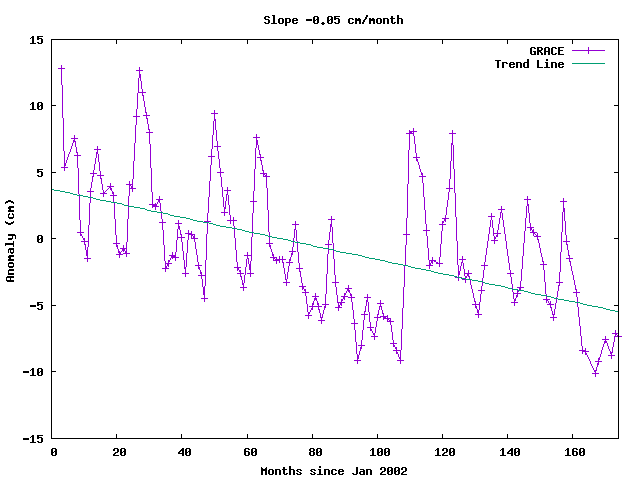 Slope -0.05 cm/month
GRACE
Trend Line
15
10
5
0
-5
-10
-15
Anomaly (cm)
0 20 40 60 80 100 120 140 160
Months since Jan 2002